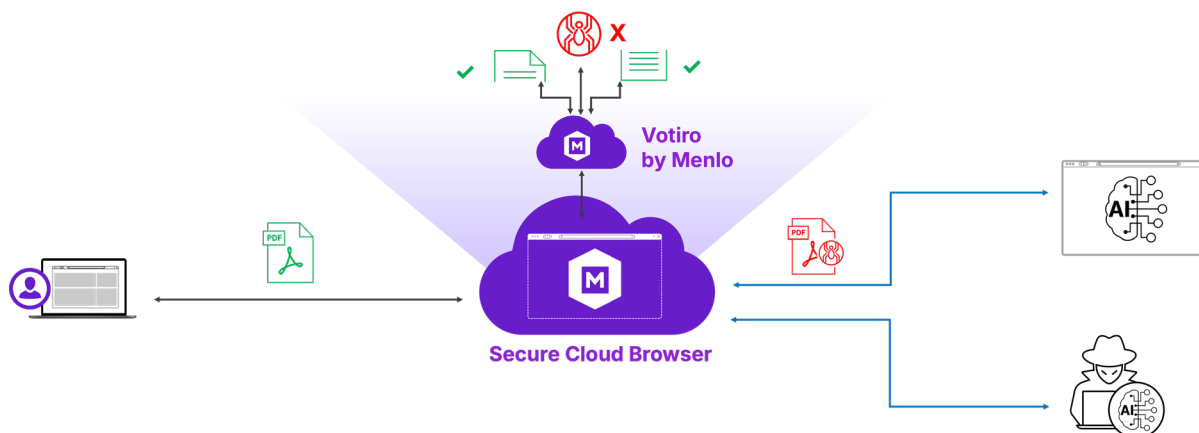 X
M
Votiro
by Menlo
PDF
PDF
AI
M
Secure Cloud Browser
AI